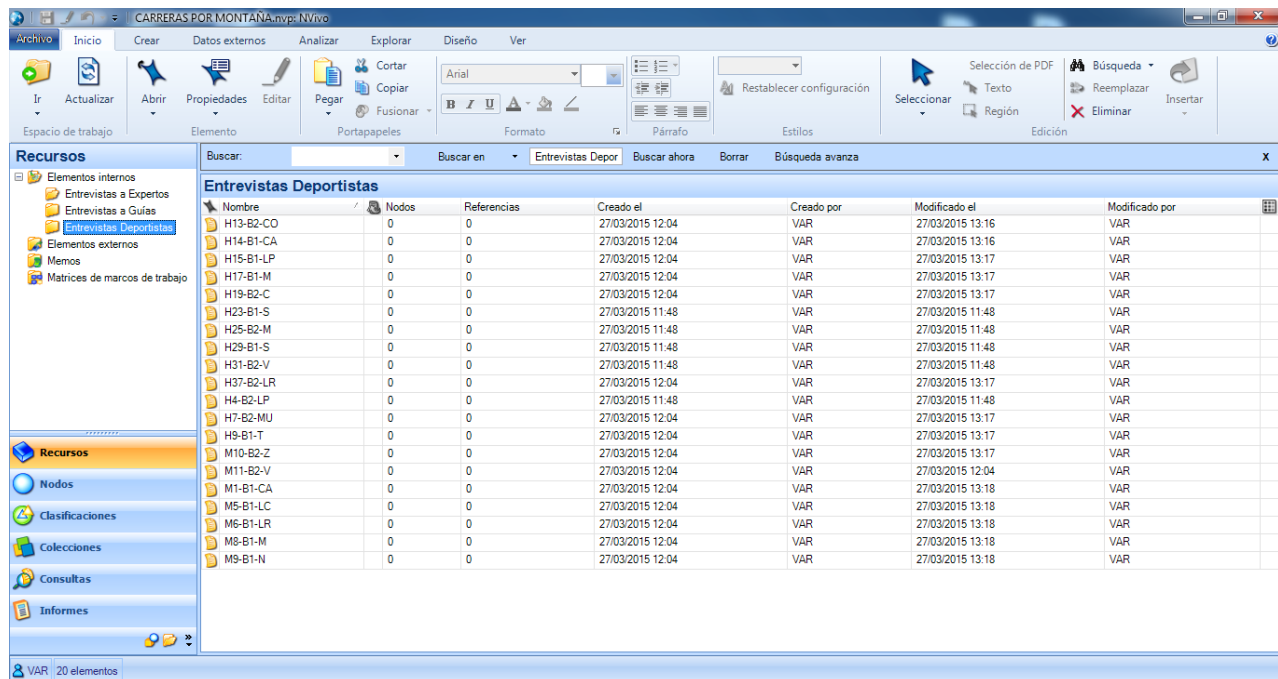 CARRERAS POR MONTAÑA.nvp: NVivo
Archivo Inicio Crear Datos externos Analizar Explorar Diseño Ver
Ir Actualizar Abrir Propiedades Editar Pegar Cortar Copiar Fusionar Arial B I U A Restablecer configuración Seleccionar Selección de PDF Texto Región Búsqueda Reemplazar Eliminar Insertar
Espacio de trabajo Elemento Portapapeles Formato Párrafo Estilos Edición
Recursos
Elementos internos
Entrevistas a Expertos
Entrevistas a Guías
Entrevistas Deportistas
Elementos externos
Memos
Matrices de marcos de trabajo
Buscar: Buscar en Entrevistas Depor Buscar ahora Borrar Búsqueda avanza x
Entrevistas Deportistas
Nombre Nodos Referencias Creado el Creado por Modificado el Modificado por
H13-B2-CO 0 0 27/03/2015 12:04 VAR 27/03/2015 13:16 VAR
H14-B1-CA 0 0 27/03/2015 12:04 VAR 27/03/2015 13:16 VAR
H15-B1-LP 0 0 27/03/2015 12:04 VAR 27/03/2015 13:17 VAR
H17-B1-M 0 0 27/03/2015 12:04 VAR 27/03/2015 13:17 VAR
H19-B2-C 0 0 27/03/2015 12:04 VAR 27/03/2015 13:17 VAR
H23-B1-S 0 0 27/03/2015 11:48 VAR 27/03/2015 11:48 VAR
H25-B2-M 0 0 27/03/2015 11:48 VAR 27/03/2015 11:48 VAR
H29-B1-S 0 0 27/03/2015 11:48 VAR 27/03/2015 11:48 VAR
H31-B2-V 0 0 27/03/2015 11:48 VAR 27/03/2015 11:48 VAR
H37-B2-LR 0 0 27/03/2015 12:04 VAR 27/03/2015 13:17 VAR
H4-B2-LP 0 0 27/03/2015 11:48 VAR 27/03/2015 11:48 VAR
H7-B2-MU 0 0 27/03/2015 12:04 VAR 27/03/2015 13:17 VAR
H9-B1-T 0 0 27/03/2015 12:04 VAR 27/03/2015 13:17 VAR
M10-B2-Z 0 0 27/03/2015 12:04 VAR 27/03/2015 13:17 VAR
M11-B2-V 0 0 27/03/2015 12:04 VAR 27/03/2015 12:04 VAR
M1-B1-CA 0 0 27/03/2015 12:04 VAR 27/03/2015 13:18 VAR
M5-B1-LC 0 0 27/03/2015 12:04 VAR 27/03/2015 13:18 VAR
M6-B1-LR 0 0 27/03/2015 12:04 VAR 27/03/2015 13:18 VAR
M8-B1-M 0 0 27/03/2015 12:04 VAR 27/03/2015 13:18 VAR
M9-B1-N 0 0 27/03/2015 12:04 VAR 27/03/2015 13:18 VAR
Recursos
Nodos
Clasificaciones
Colecciones
Consultas
Informes
VAR 20 elementos